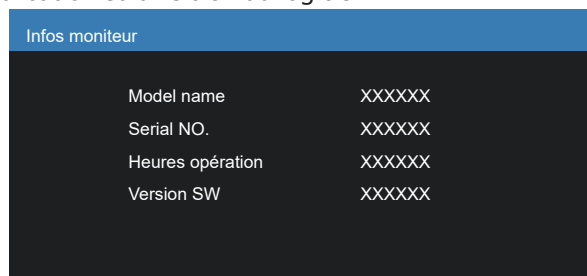 Infos moniteur
Model name XXXXXX
Serial NO. XXXXXX
Heures opération XXXXXX
Version SW XXXXXX